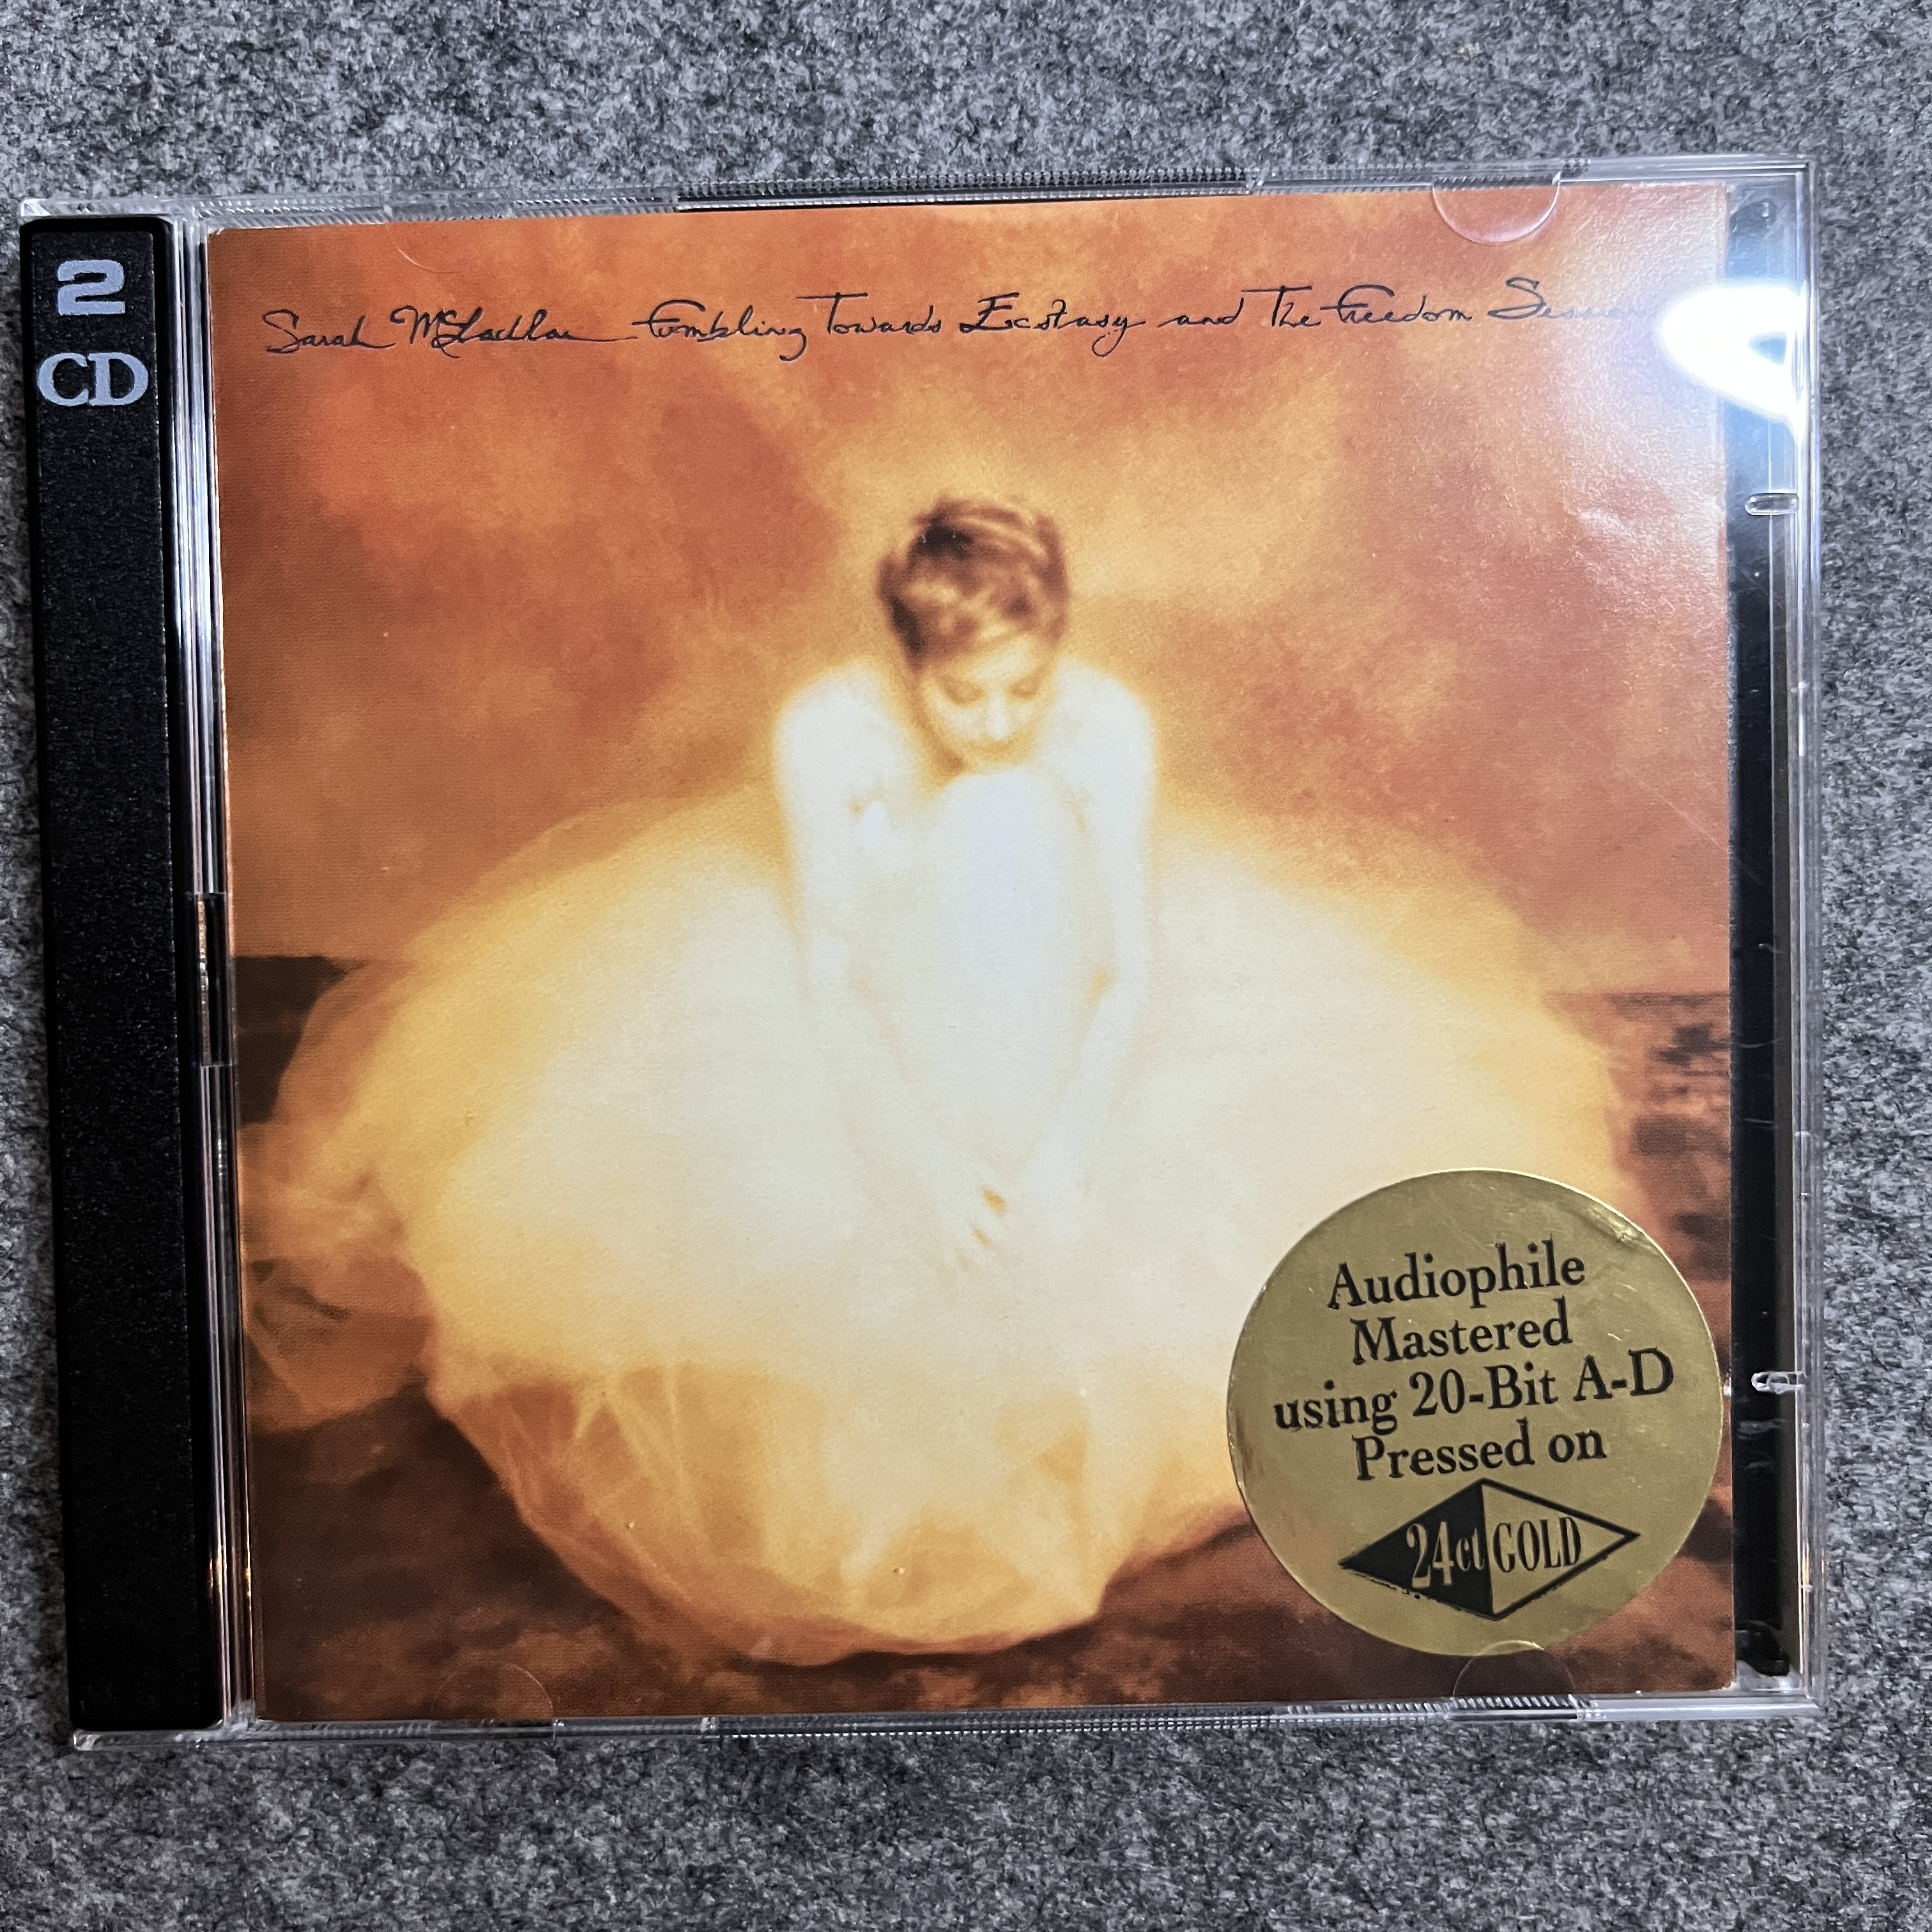 2
CD
Sarah McLachlan Fumbling Towards Ecstasy and The Freedom Sessions
Audiophile
Mastered
using 20-Bit A-D
Pressed on
24ct GOLD